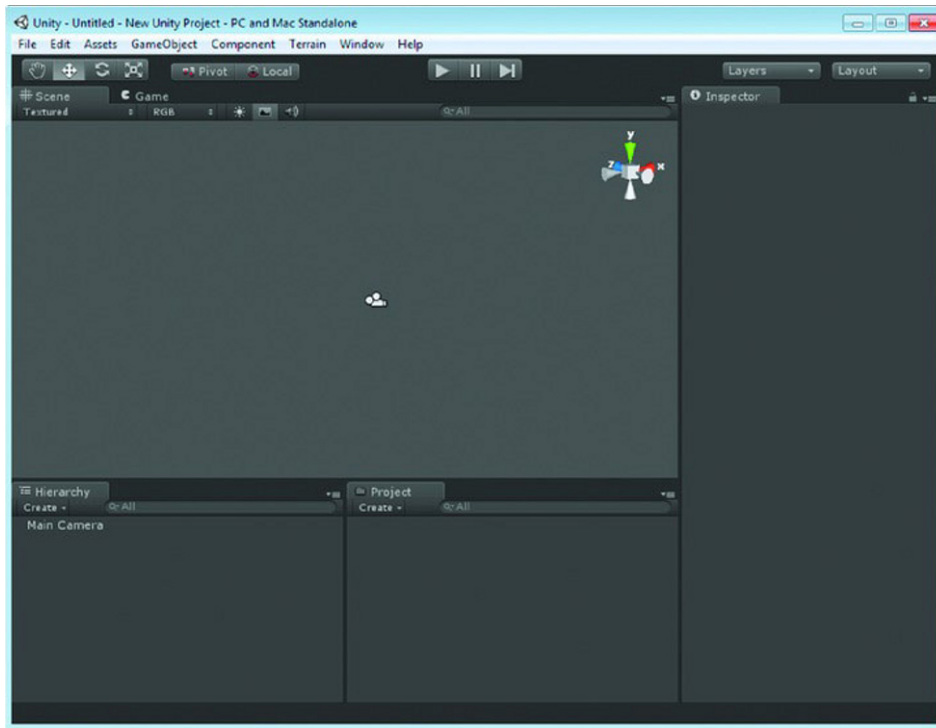 Unity - Untitled - New Unity Project - PC and Mac Standalone
File Edit Assets GameObject Component Terrain Window Help
Pivot Local Layers Layout
Scene Game Inspector
Textured RGB All
y
z x
Hierarchy Project
Create All Create All
Main Camera